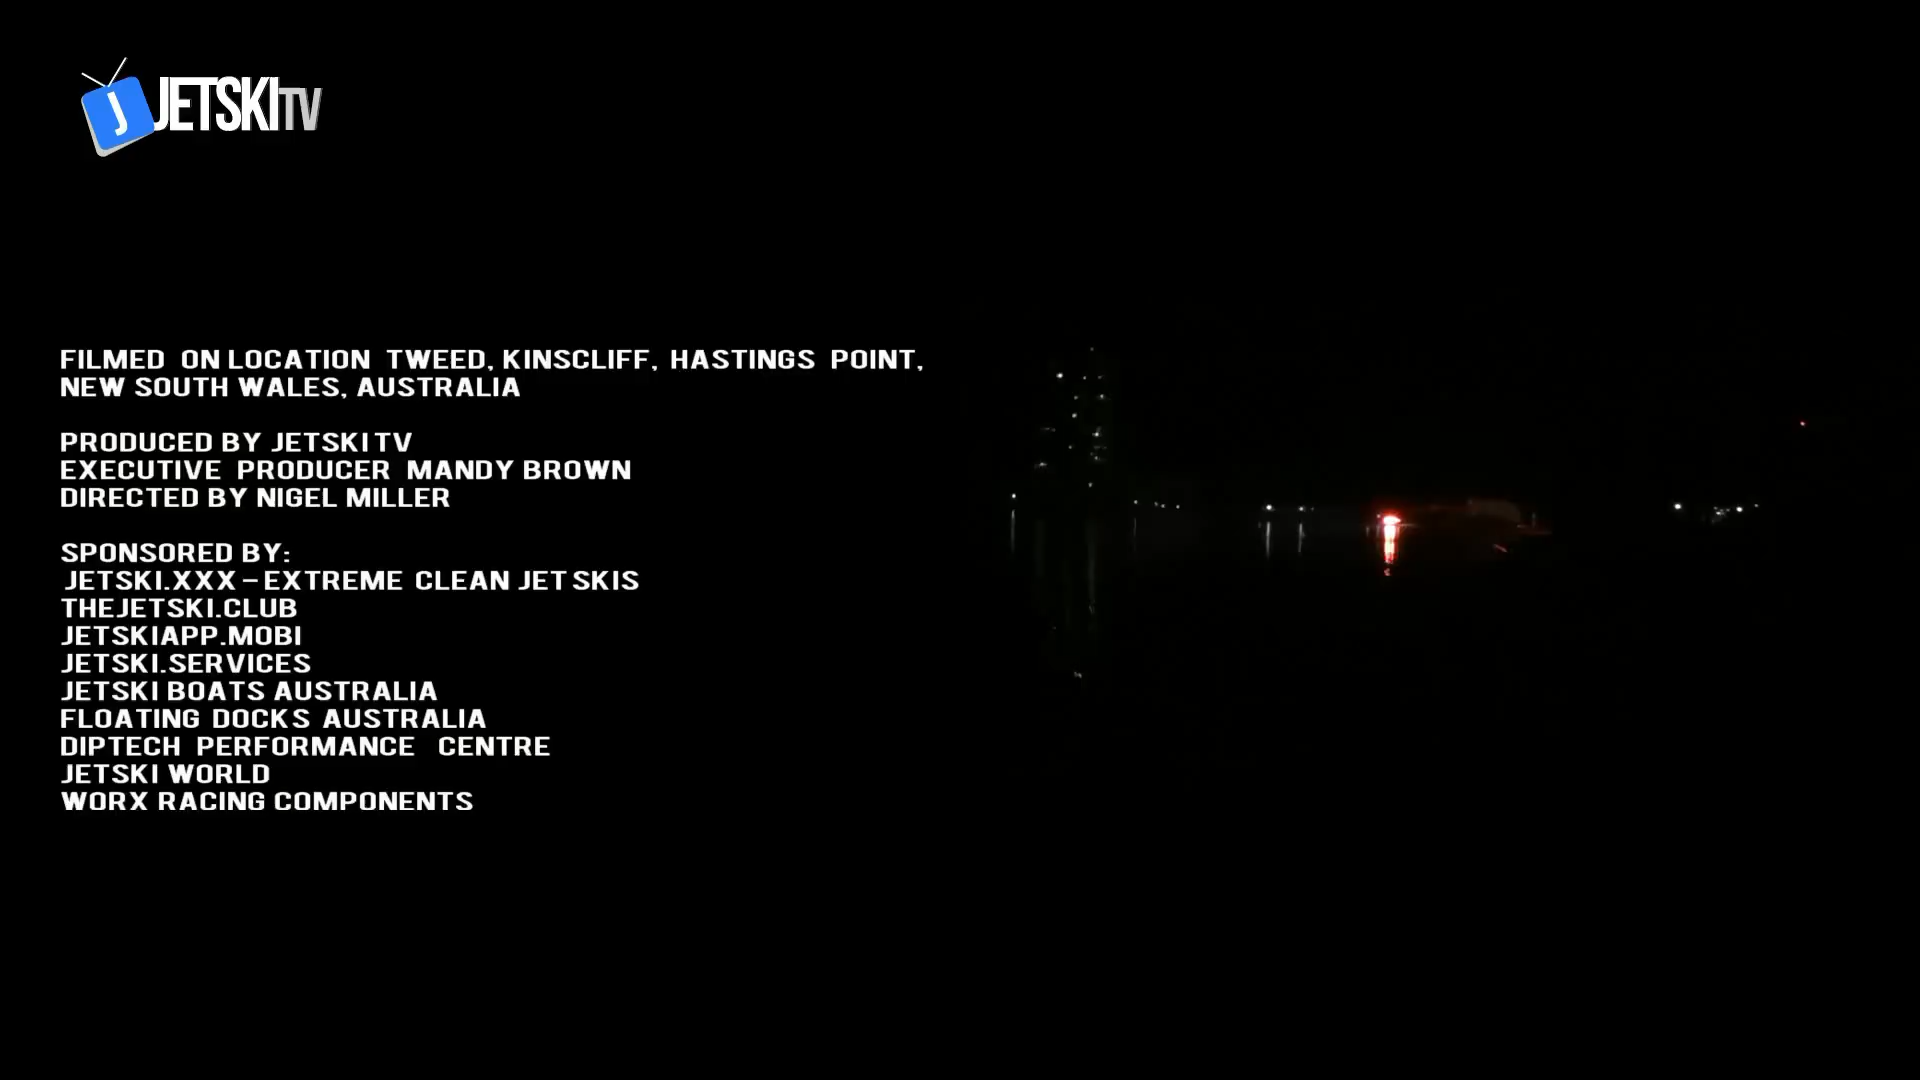 J JETSKITV
FILMED ON LOCATION TWEED, KINSCLIFF, HASTINGS POINT,
NEW SOUTH WALES, AUSTRALIA
PRODUCED BY JETSKI TV
EXECUTIVE PRODUCER MANDY BROWN
DIRECTED BY NIGEL MILLER
SPONSORED BY:
JETSKI.XXX - EXTREME CLEAN JET SKIS
THEJETSKI.CLUB
JETSKIAPP.MOBI
JETSKI.SERVICES
JETSKI BOATS AUSTRALIA
FLOATING DOCKS AUSTRALIA
DIPTECH PERFORMANCE CENTRE
JETSKI WORLD
WORX RACING COMPONENTS